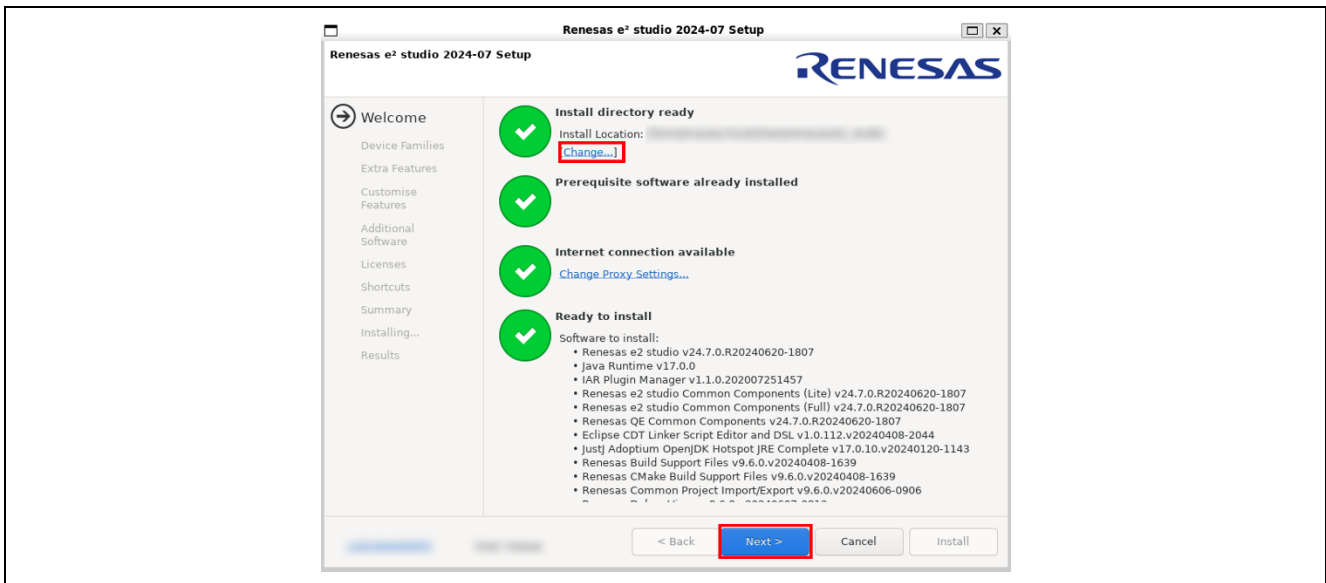 Renesas e² studio 2024-07 Setup
Renesas e² studio 2024-07 Setup
RENESAS
Welcome
Device Families
Extra Features
Customise
Features
Additional
Software
Licenses
Shortcuts
Summary
Installing...
Results
Install directory ready
Install Location:
[Change...]
Prerequisite software already installed
Internet connection available
Change Proxy Settings...
Ready to install
Software to install:
• Renesas e2 studio v24.7.0.R20240620-1807
• Java Runtime v17.0.0
• IAR Plugin Manager v1.1.0.202007251457
• Renesas e2 studio Common Components (Lite) v24.7.0.R20240620-1807
• Renesas e2 studio Common Components (Full) v24.7.0.R20240620-1807
• Renesas QE Common Components v24.7.0.R20240620-1807
• Eclipse CDT Linker Script Editor and DSL v1.0.112.v20240408-2044
• JustJ Adoptium OpenJDK Hotspot JRE Complete v17.0.10.v20240120-1143
• Renesas Build Support Files v9.6.0.v20240408-1639
• Renesas CMake Build Support Files v9.6.0.v20240408-1639
• Renesas Common Project Import/Export v9.6.0.v20240606-0906
< Back
Next >
Cancel
Install